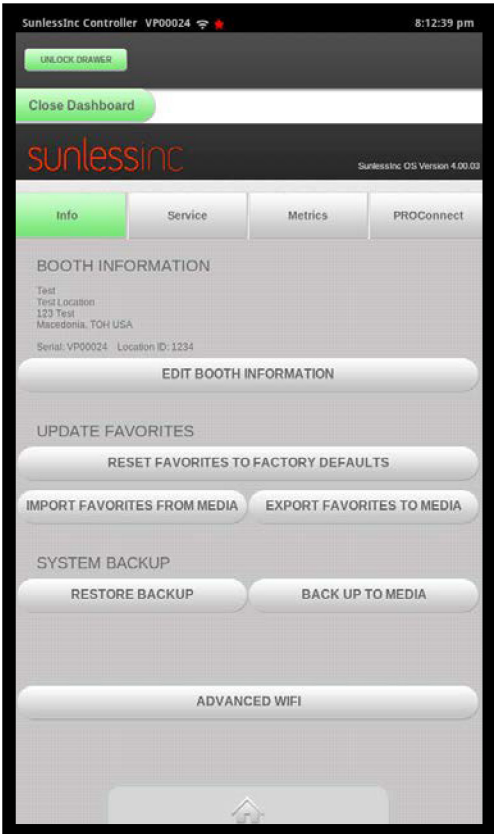 SunlessInc Controller VP00024 8:12:39 pm
UNLOCK DRAWER
Close Dashboard
sunlessinc
SunlessInc OS Version 4.00.03
Info Service Metrics PROConnect
BOOTH INFORMATION
Test
Test Location
123 Test
Macedonia, TOH USA
Serial: VP00024 Location ID: 1234
EDIT BOOTH INFORMATION
UPDATE FAVORITES
RESET FAVORITES TO FACTORY DEFAULTS
IMPORT FAVORITES FROM MEDIA EXPORT FAVORITES TO MEDIA
SYSTEM BACKUP
RESTORE BACKUP BACK UP TO MEDIA
ADVANCED WIFI